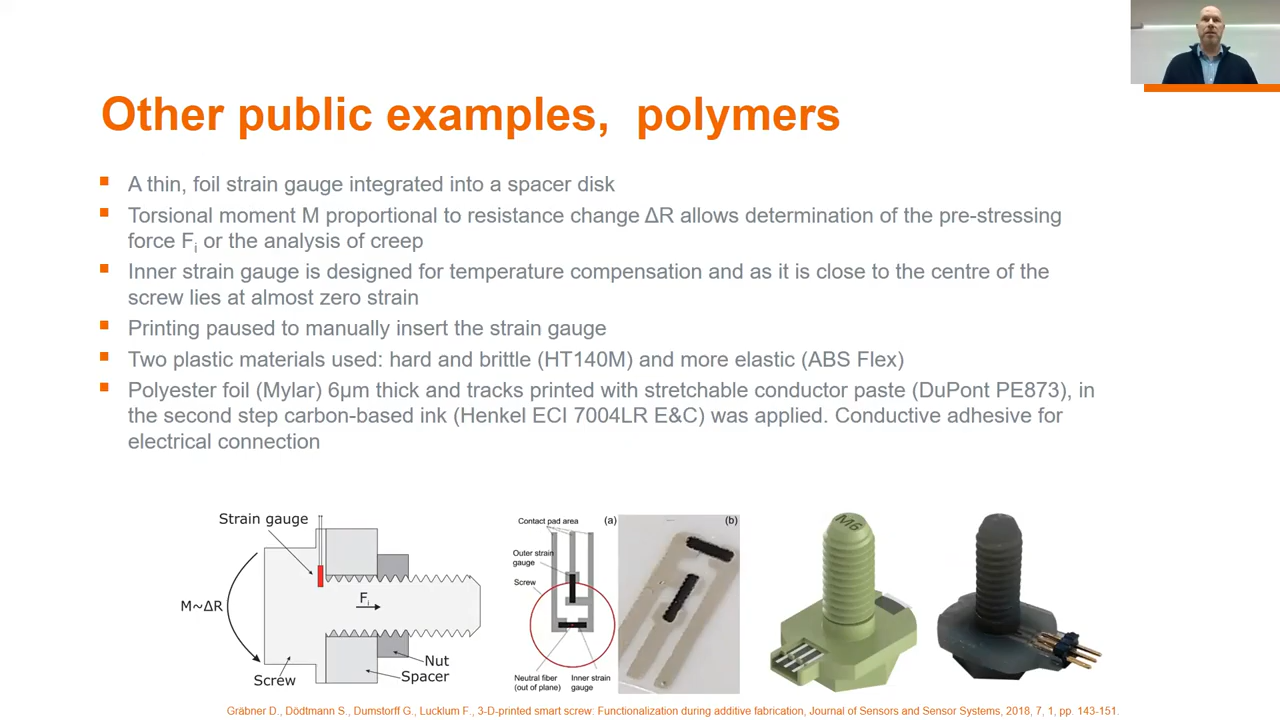 Other public examples,  polymers
A thin, foil strain gauge integrated into a spacer disk
Torsional moment M proportional to resistance change ΔR allows determination of the pre-stressing
force Fi or the analysis of creep
Inner strain gauge is designed for temperature compensation and as it is close to the centre of the
screw lies at almost zero strain
Printing paused to manually insert the strain gauge
Two plastic materials used: hard and brittle (HT140M) and more elastic (ABS Flex)
Polyester foil (Mylar) 6μm thick and tracks printed with stretchable conductor paste (DuPont PE873), in
the second step carbon-based ink (Henkel ECI 7004LR E&C) was applied. Conductive adhesive for
electrical connection
Strain gauge
M~ΔR
Fi
Screw
Nut
Spacer
Contact pad area
(a)
Outer strain
gauge
Screw
Neutral fiber
(out of plane)
Inner strain
gauge
(b)
M6
Gräbner D., Dödtmann S., Dumstorff G., Lucklum F., 3-D-printed smart screw: Functionalization during additive fabrication, Journal of Sensors and Sensor Systems, 2018, 7, 1, pp. 143-151.